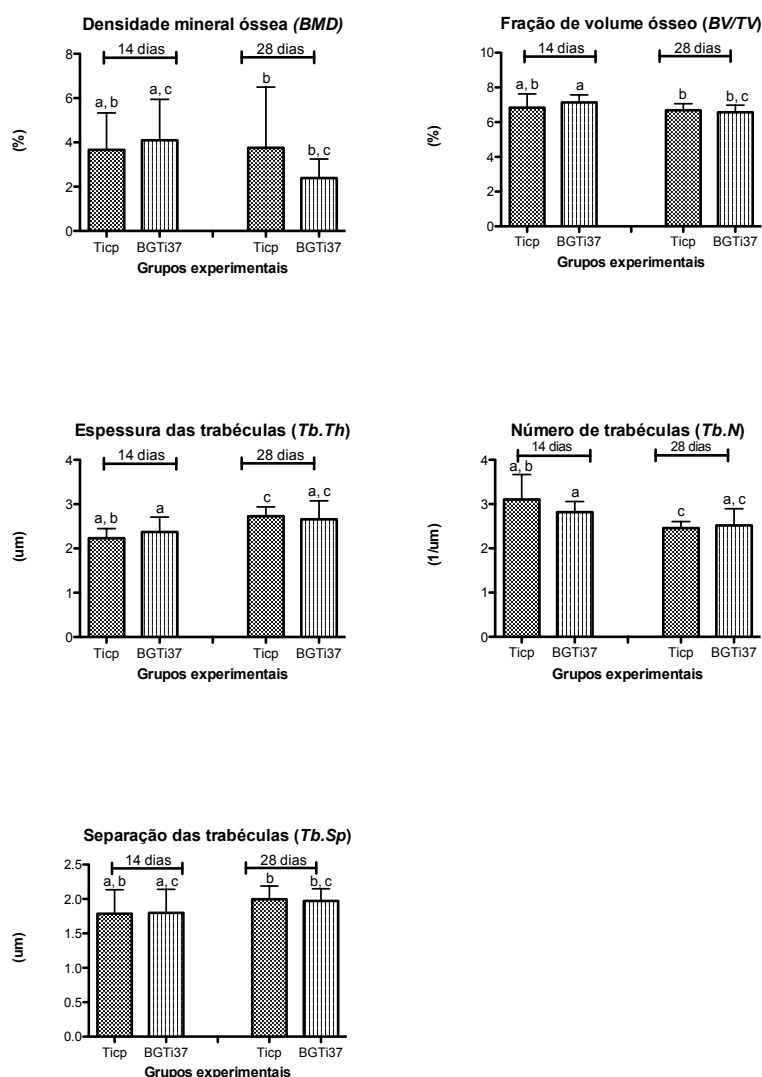 Densidade mineral óssea (BMD)
14 dias 28 dias
8
6
4
2
0
(%)
a, b a, c b b, c
Ticp BGTi37 Ticp BGTi37
Grupos experimentais
Fração de volume ósseo (BV/TV)
14 dias 28 dias
10
8
6
4
2
0
(%)
a, b a b b, c
Ticp BGTi37 Ticp BGTi37
Grupos experimentais
Espessura das trabéculas (Tb.Th)
14 dias 28 dias
4
3
2
1
0
(um)
a, b a c a, c
Ticp BGTi37 Ticp BGTi37
Grupos experimentais
Número de trabéculas (Tb.N)
14 dias 28 dias
4
3
2
1
0
(1/um)
a, b a c a, c
Ticp BGTi37 Ticp BGTi37
Grupos experimentais
Separação das trabéculas (Tb.Sp)
14 dias 28 dias
2.5
2.0
1.5
1.0
0.5
0.0
(um)
a, b a, c b b, c
Ticp BGTi37 Ticp BGTi37
Grupos experimentais